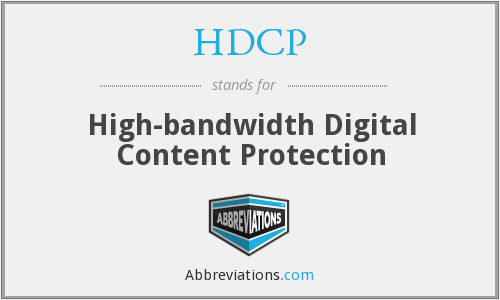 HDCP
stands for
High-bandwidth Digital
Content Protection
ABBREVIATIONS
Abbreviations.com